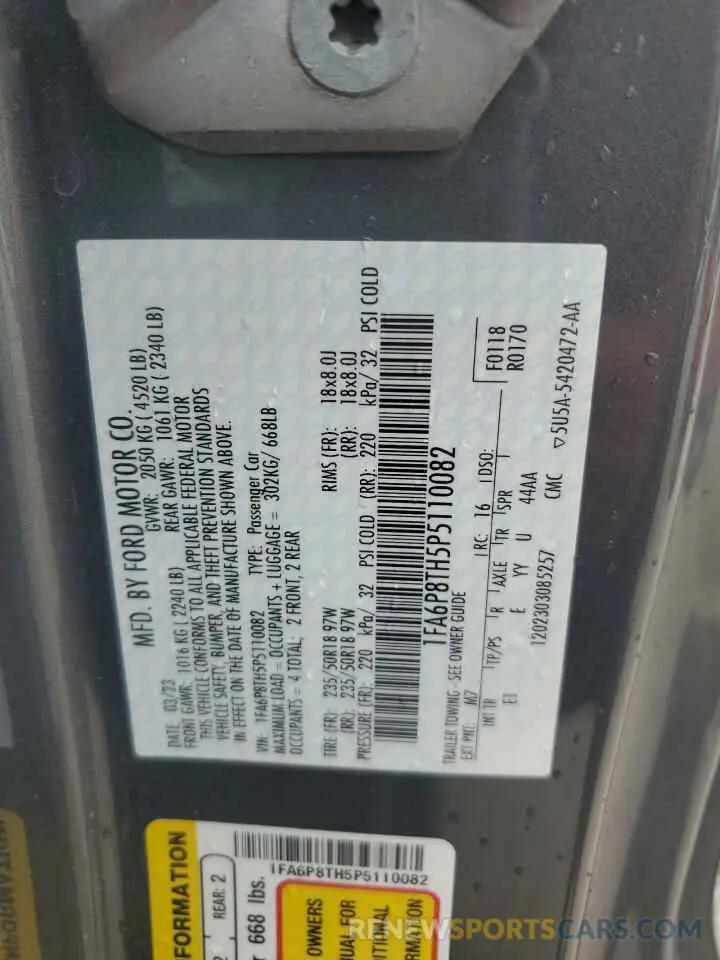 MFD. BY FORD MOTOR CO.
DATE: 03/23 GVWR: 2050 KG ( 4520 LB)
FRONT GAWR: 1016 KG ( 2240 LB) REAR GAWR: 1061 KG ( 2340 LB)
THIS VEHICLE CONFORMS TO ALL APPLICABLE FEDERAL MOTOR
VEHICLE SAFETY, BUMPER, AND THEFT PREVENTION STANDARDS
IN EFFECT ON THE DATE OF MANUFACTURE SHOWN ABOVE.
VIN: 1FA6P8TH5P5110082 TYPE: Passenger Car
MAXIMUM LOAD = OCCUPANTS + LUGGAGE = 302KG/ 668LB
OCCUPANTS = 4 TOTAL; 2 FRONT, 2 REAR
TIRE (FR): 235/50R18 97W RIMS (FR): 18x8.0J
(RR): 235/50R18 97W (RR): 18x8.0J
PRESSURE (FR): 220 kPa/ 32 PSI COLD (RR): 220 kPa/ 32 PSI COLD
1FA6P8TH5P5110082
TRAILER TOWING - SEE OWNER GUIDE
EXT PNT: M7 RC: 16 DSO: F0118
R0170
INT TR TP/PS R AXLE TR SPR
EI E YY U 44AA
1202303085257 CMC ▽5U5A-5420472-AA
FORMATION
REAR: 2
668 lbs.
1FA6P8TH5P5110082
OWNERS
RENEWSPORTSCARS.COM